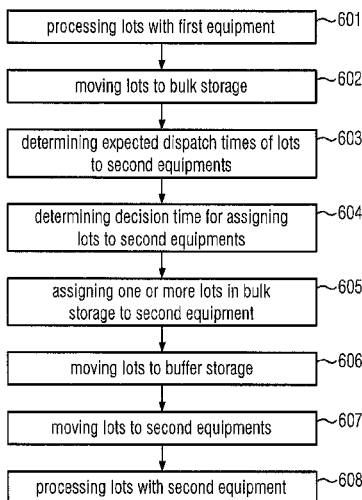 processing lots with first equipment
601
moving lots to bulk storage
602
determining expected dispatch times of lots
to second equipments
603
determining decision time for assigning
lots to second equipments
604
assigning one or more lots in bulk
storage to second equipment
605
moving lots to buffer storage
606
moving lots to second equipments
607
processing lots with second equipment
608